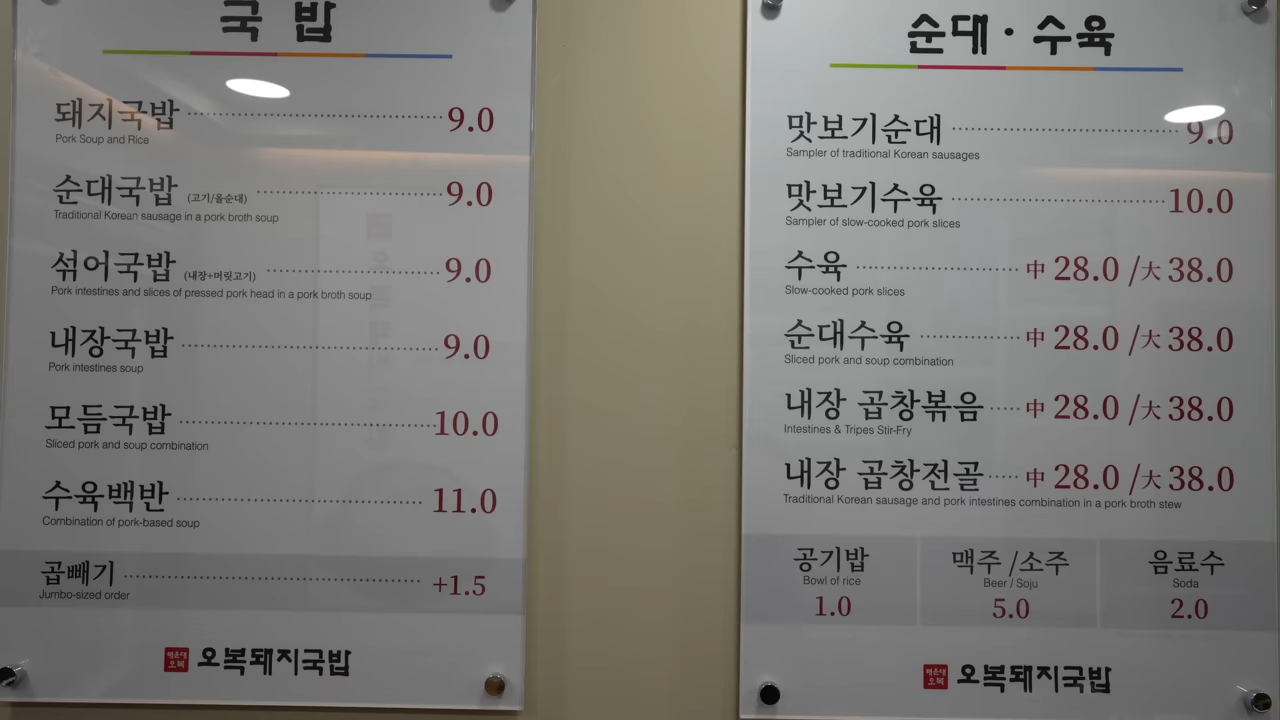 국 밥
돼지국밥 9.0
Pork Soup and Rice
순대국밥 (고기/올순대) 9.0
Traditional Korean sausage in a pork broth soup
섞어국밥 (내장+머릿고기) 9.0
Pork intestines and slices of pressed pork head in a pork broth soup
내장국밥 9.0
Pork intestines soup
모듬국밥 10.0
Sliced pork and soup combination
수육백반 11.0
Combination of pork-based soup
곱빼기 +1.5
Jumbo-sized order
오복돼지국밥
순대·수육
맛보기순대 9.0
Sampler of traditional Korean sausages
맛보기수육 10.0
Sampler of slow-cooked pork slices
수육 中 28.0 /大 38.0
Slow-cooked pork slices
순대수육 中 28.0 /大 38.0
Sliced pork and soup combination
내장 곱창볶음 中 28.0 /大 38.0
Intestines & Tripes Stir-Fry
내장 곱창전골 中 28.0 /大 38.0
Traditional Korean sausage and pork intestines combination in a pork broth stew
공기밥 맥주 /소주 음료수
Bowl of rice Beer / Soju Soda
1.0 5.0 2.0
오복돼지국밥